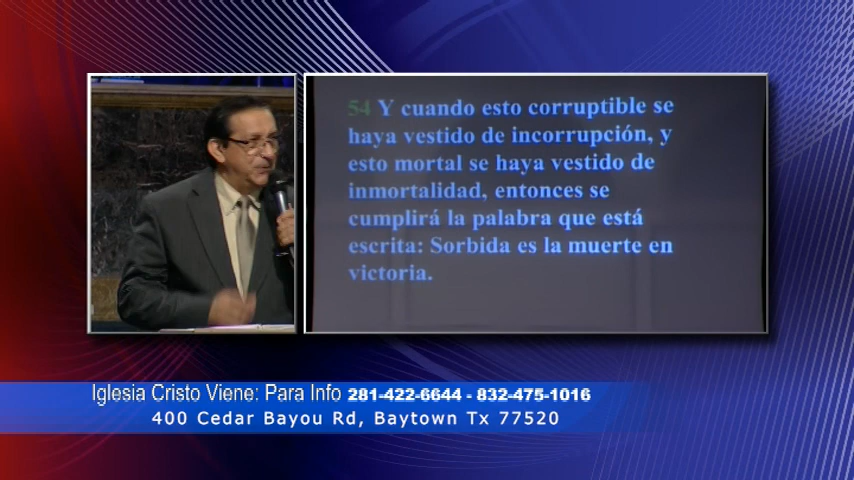 54 Y cuando esto corruptible se
haya vestido de incorrupción, y
esto mortal se haya vestido de
inmortalidad, entonces se
cumplirá la palabra que está
escrita: Sorbida es la muerte en
victoria.
Iglesia Cristo Viene: Para Info 281-422-6644 - 832-475-1016
400 Cedar Bayou Rd, Baytown Tx 77520